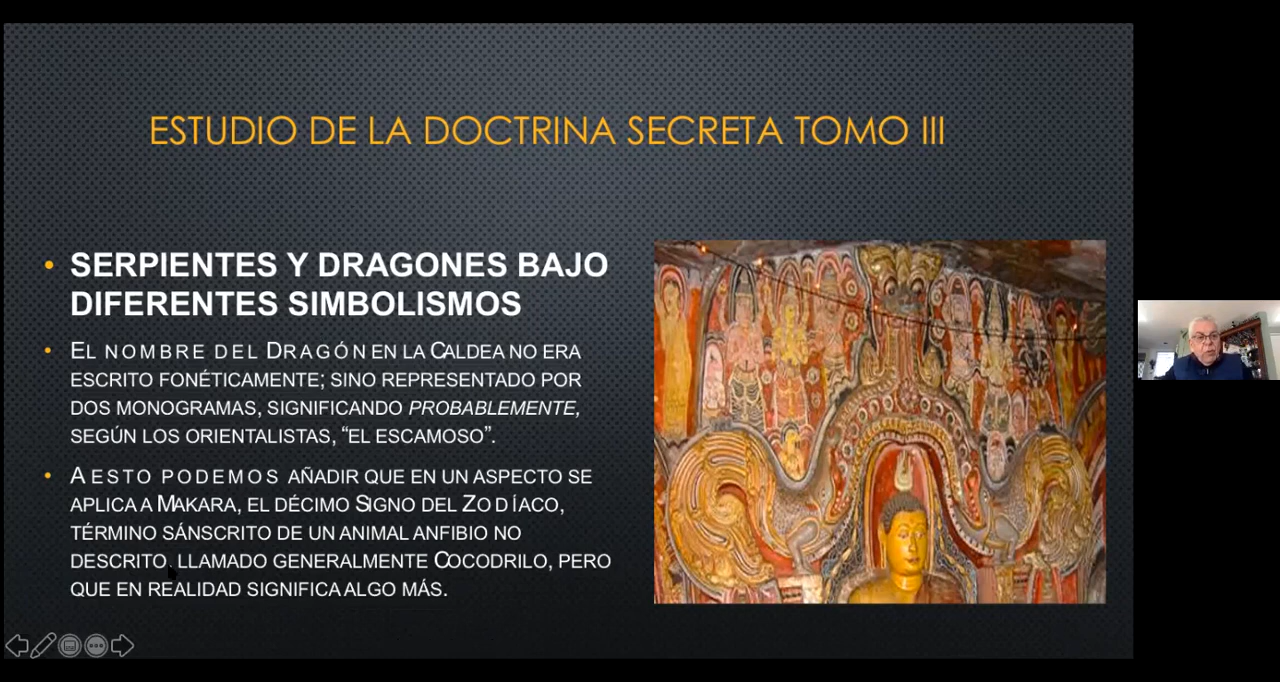 ESTUDIO DE LA DOCTRINA SECRETA TOMO III
• SERPIENTES Y DRAGONES BAJO
DIFERENTES SIMBOLISMOS
• EL NOMBRE DEL DRAGÓN EN LA CALDEA NO ERA
ESCRITO FONÉTICAMENTE; SINO REPRESENTADO POR
DOS MONOGRAMAS, SIGNIFICANDO PROBABLEMENTE,
SEGÚN LOS ORIENTALISTAS, “EL ESCAMOSO”.
• A ESTO PODEMOS AÑADIR QUE EN UN ASPECTO SE
APLICA A MAKARA, EL DÉCIMO SIGNO DEL ZODÍACO,
TÉRMINO SÁNSCRITO DE UN ANIMAL ANFIBIO NO
DESCRITO, LLAMADO GENERALMENTE COCODRILO, PERO
QUE EN REALIDAD SIGNIFICA ALGO MÁS.